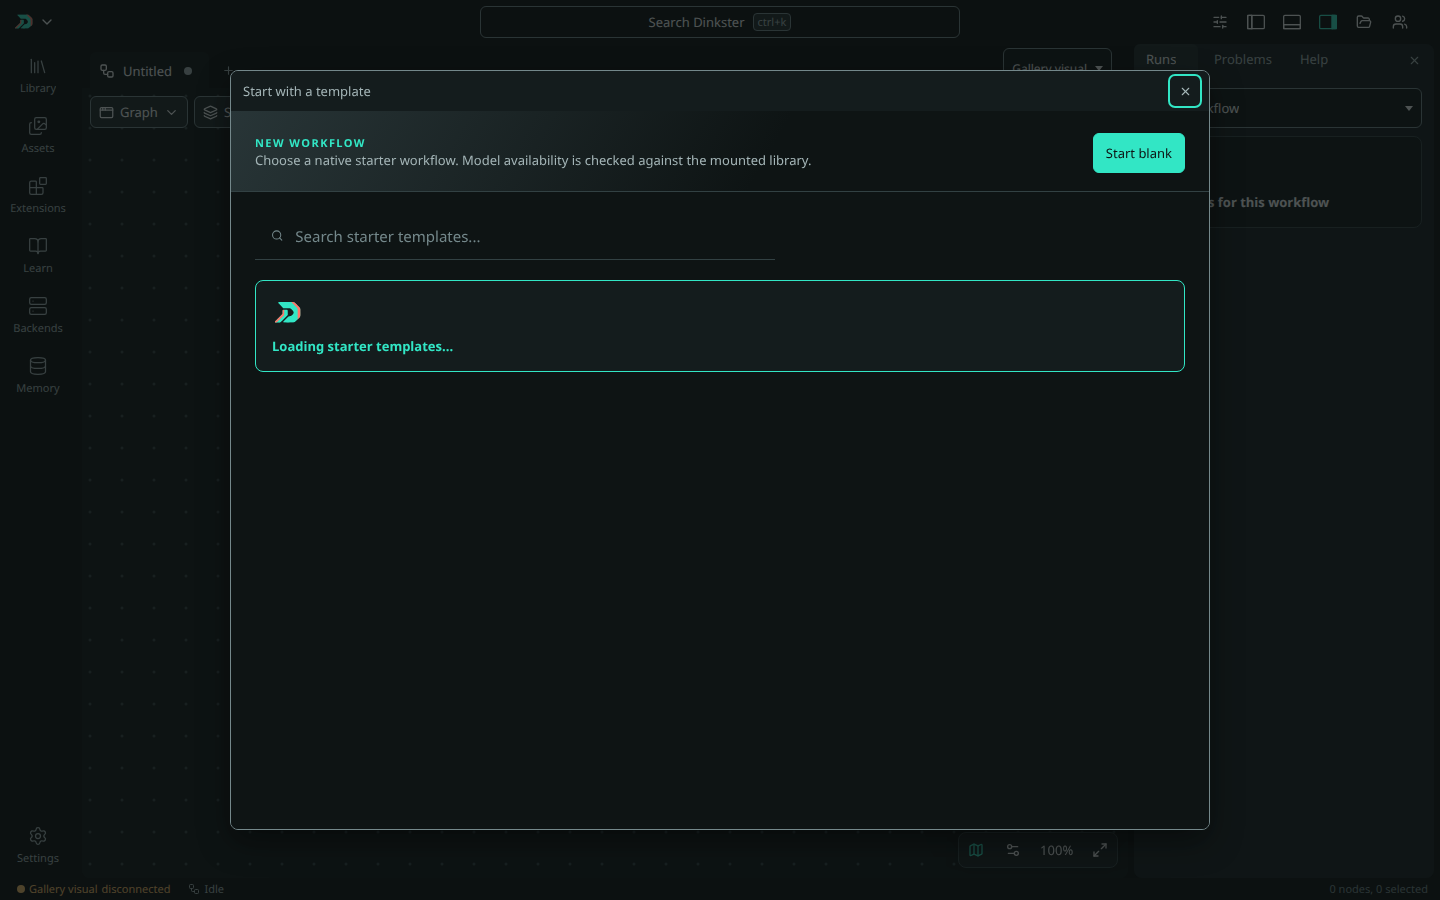 Search Dinkster ctrl+k
Library
Assets
Extensions
Learn
Backends
Memory
Settings
Untitled
Graph
Gallery visual
Runs Problems Help
Start with a template
NEW WORKFLOW
Choose a native starter workflow. Model availability is checked against the mounted library.
Start blank
Search starter templates...
Loading starter templates...
for this workflow
100%
Gallery visual disconnected Idle
0 nodes, 0 selected